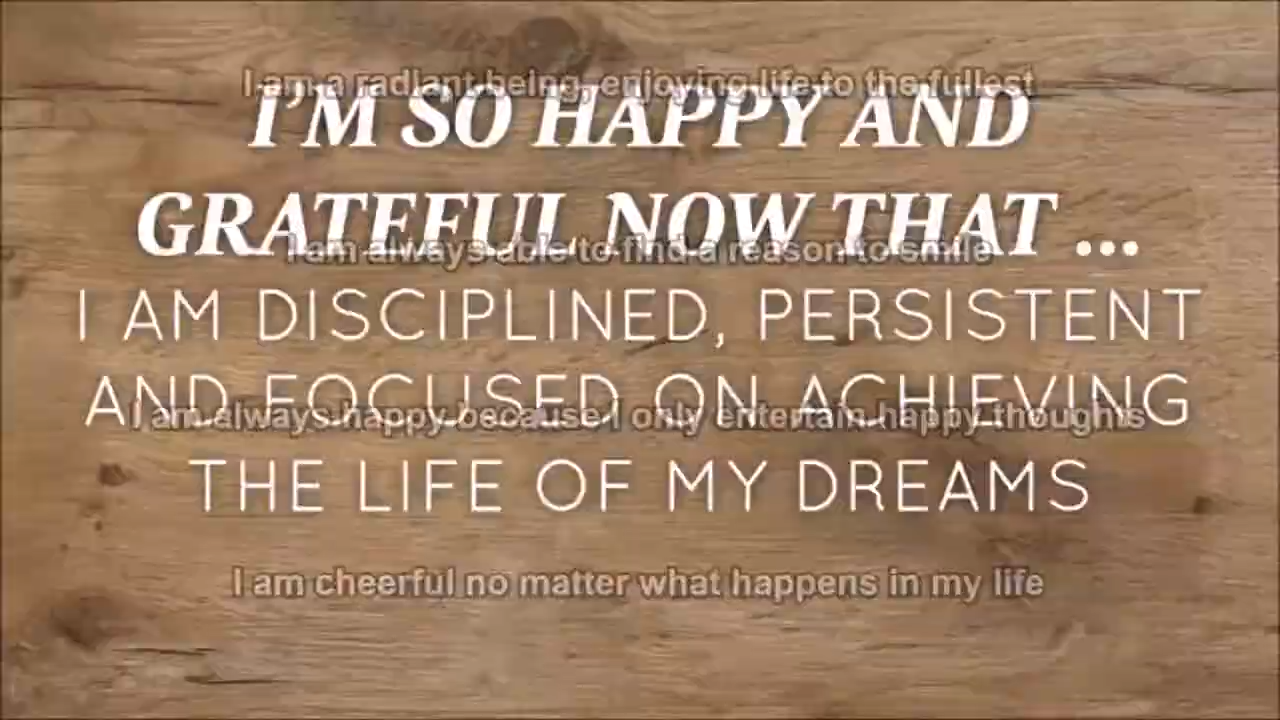 I am a radiant being, enjoying life to the fullest
I'M SO HAPPY AND
GRATEFUL NOW THAT ...
I am always able to find a reason to smile
I AM DISCIPLINED, PERSISTENT
AND FOCUSED ON ACHIEVING
I am always happy because I only entertain happy thoughts
THE LIFE OF MY DREAMS
I am cheerful no matter what happens in my life